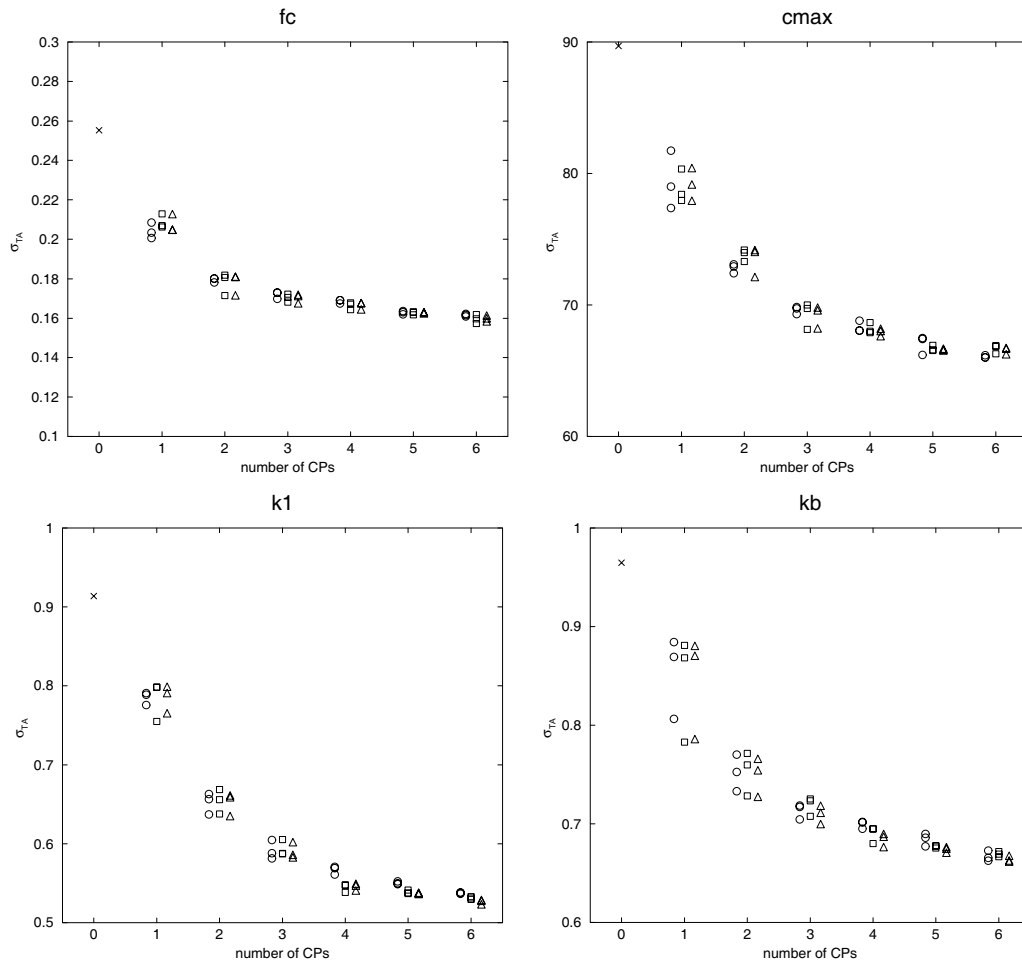 fc
0.3
0.28
0.26
0.24
0.22
0.2
0.18
0.16
0.14
0.12
0.1
σTA
0 1 2 3 4 5 6
number of CPs
cmax
90
80
70
60
σTA
0 1 2 3 4 5 6
number of CPs
k1
1
0.9
0.8
0.7
0.6
0.5
σTA
0 1 2 3 4 5 6
number of CPs
kb
1
0.9
0.8
0.7
0.6
σTA
0 1 2 3 4 5 6
number of CPs